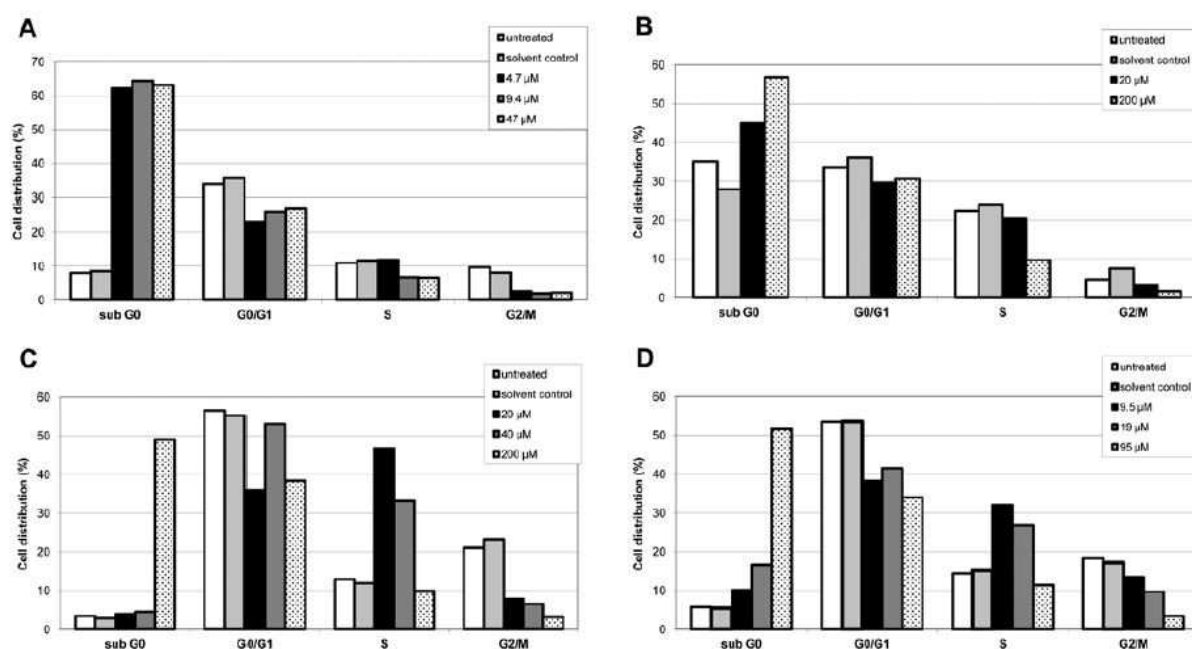 A
untreated
solvent control
4.7 µM
9.4 µM
47 µM
Cell distribution (%)
70
60
50
40
30
20
10
0
sub G0 G0/G1 S G2/M
B
untreated
solvent control
20 µM
200 µM
Cell distribution (%)
60
50
40
30
20
10
0
sub G0 G0/G1 S G2/M
C
untreated
solvent control
20 µM
40 µM
200 µM
Cell distribution (%)
60
50
40
30
20
10
0
sub G0 G0/G1 S G2/M
D
untreated
solvent control
9.5 µM
19 µM
95 µM
Cell distribution (%)
60
50
40
30
20
10
0
sub G0 G0/G1 S G2/M